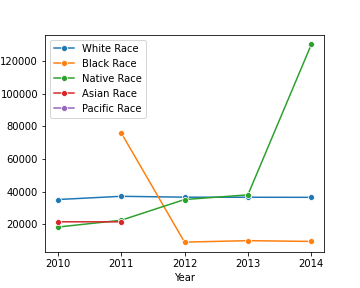 White Race
Black Race
Native Race
Asian Race
Pacific Race
120000
100000
80000
60000
40000
20000
2010 2011 2012 2013 2014
Year